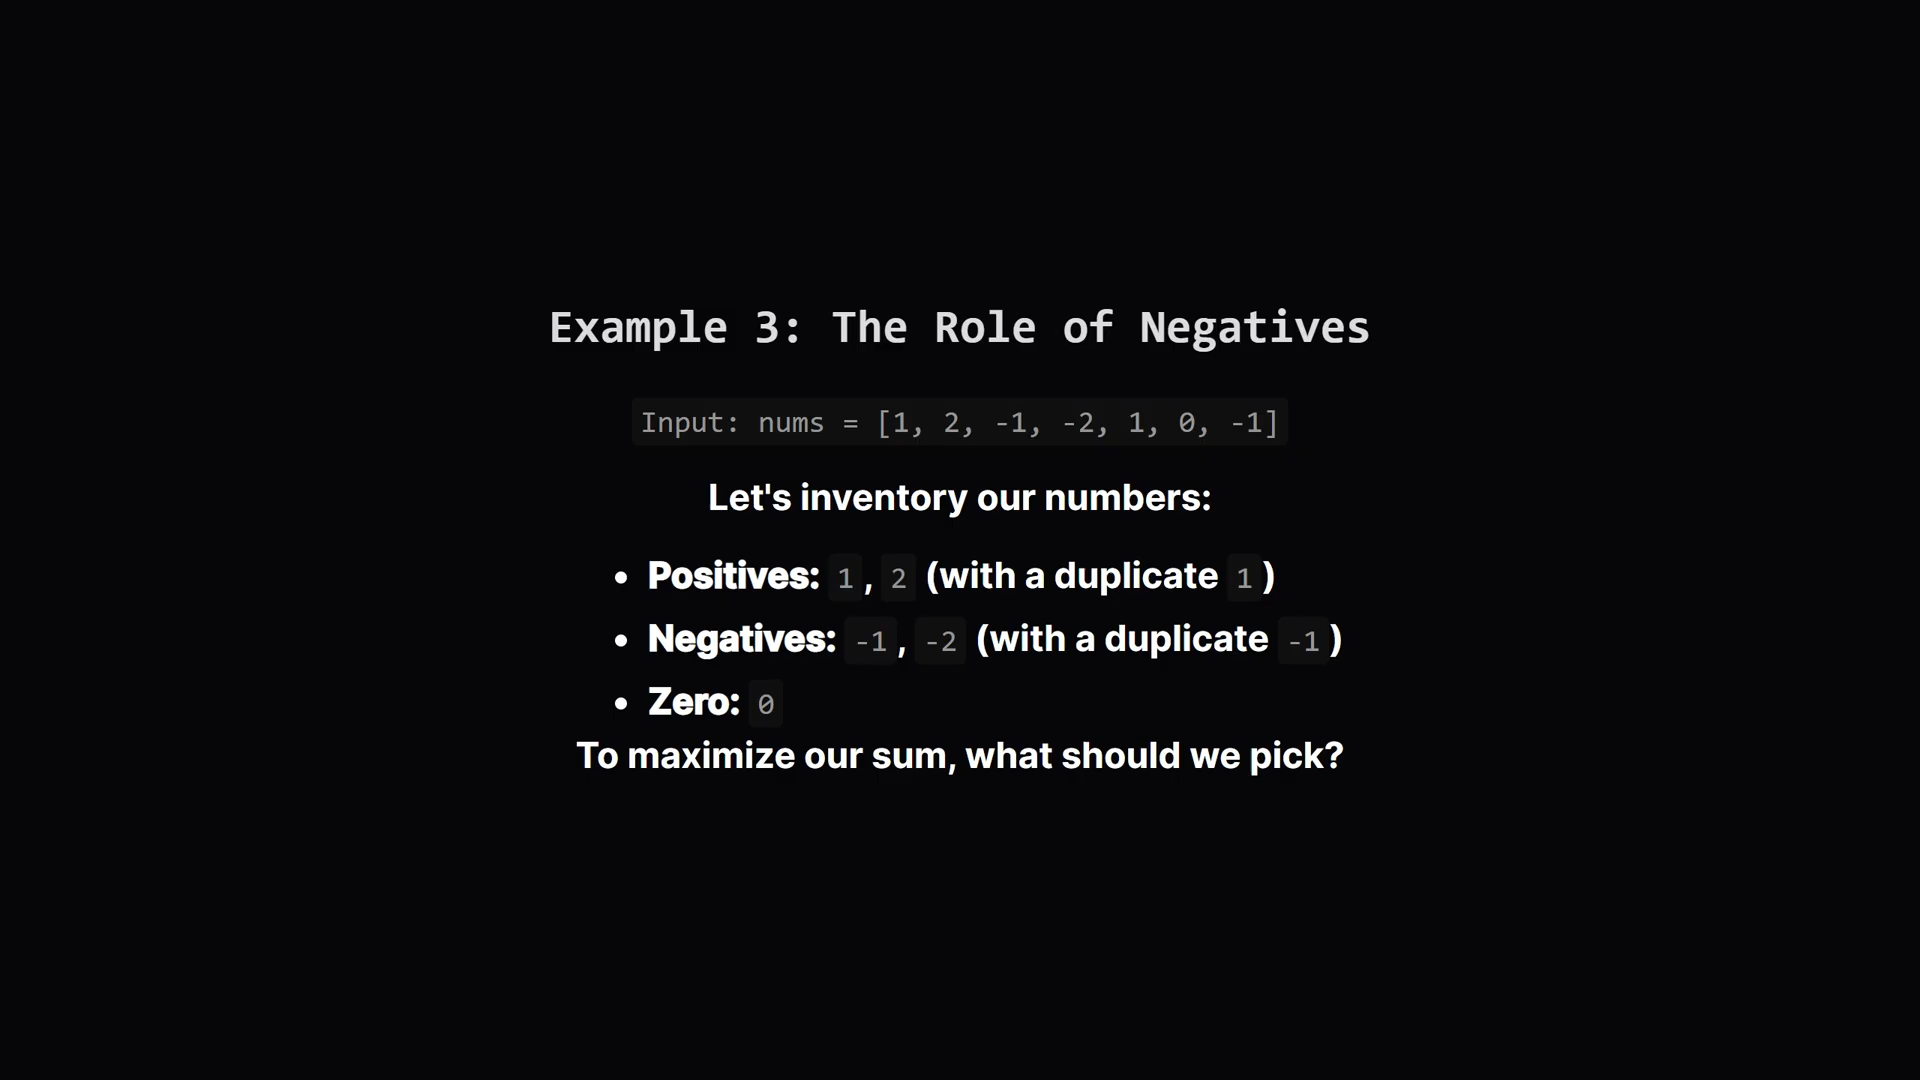 Example 3: The Role of Negatives
Input: nums = [1, 2, -1, -2, 1, 0, -1]
Let's inventory our numbers:
• Positives: 1, 2 (with a duplicate 1)
• Negatives: -1, -2 (with a duplicate -1)
• Zero: 0
To maximize our sum, what should we pick?